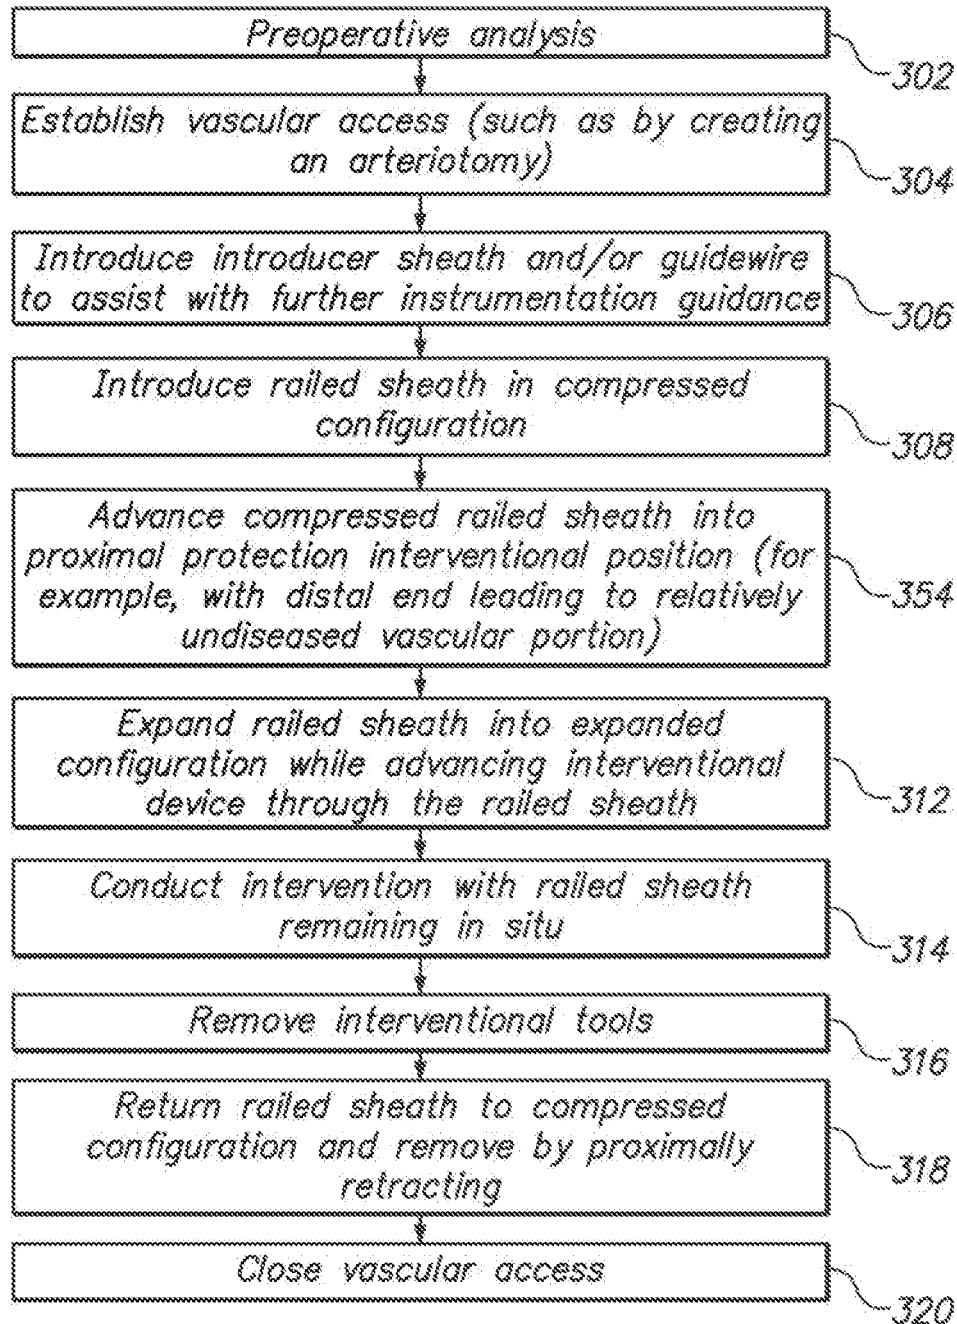 Preoperative analysis
302
Establish vascular access (such as by creating
an arteriotomy)
304
Introduce introducer sheath and/or guidewire
to assist with further instrumentation guidance
306
Introduce railed sheath in compressed
configuration
308
Advance compressed railed sheath into
proximal protection interventional position (for
example, with distal end leading to relatively
undiseased vascular portion)
354
Expand railed sheath into expanded
configuration while advancing interventional
device through the railed sheath
312
Conduct intervention with railed sheath
remaining in situ
314
Remove interventional tools
316
Return railed sheath to compressed
configuration and remove by proximally
retracting
318
Close vascular access
320